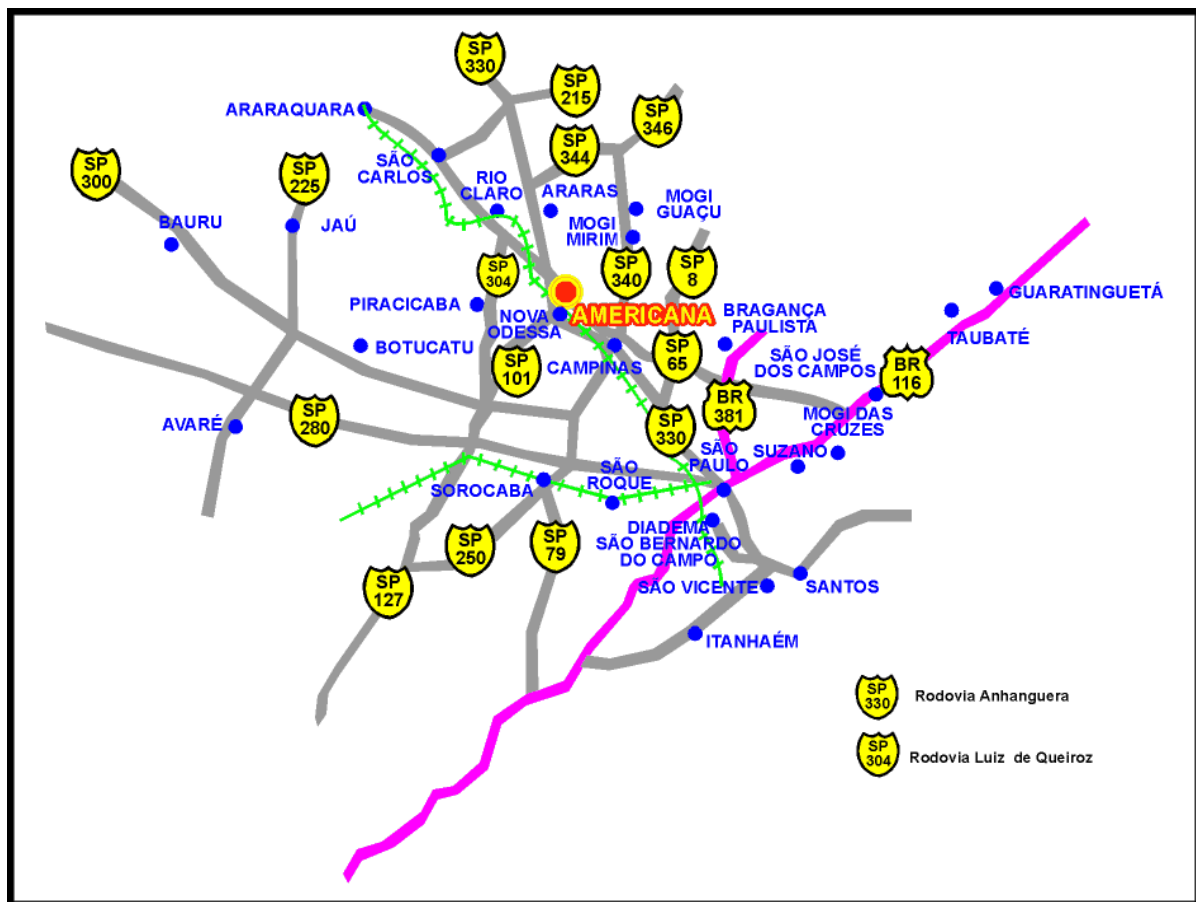 SP
330
SP
215
ARARAQUARA
SP
346
SP
344
SP
300
SÃO
CARLOS
SP
225
RIO
CLARO
ARARAS
MOGI
GUAÇU
BAURU
JAÚ
MOGI
MIRIM
SP
304
SP
340
SP
8
GUARATINGUETÁ
PIRACICABA
NOVA
ODESSA
AMERICANA
BRAGANÇA
PAULISTA
TAUBATÉ
BOTUCATU
SP
101
CAMPINAS
SP
65
SÃO JOSÉ
DOS CAMPOS
BR
116
BR
381
AVARÉ
SP
280
SP
330
MOGI DAS
CRUZES
SÃO
PAULO
SUZANO
SOROCABA
SÃO
ROQUE
DIADEMA
SÃO BERNARDO
DO CAMPO
SP
250
SP
79
SP
127
SÃO VICENTE
SANTOS
ITANHAÉM
SP
330
Rodovia Anhanguera
SP
304
Rodovia Luiz de Queiroz